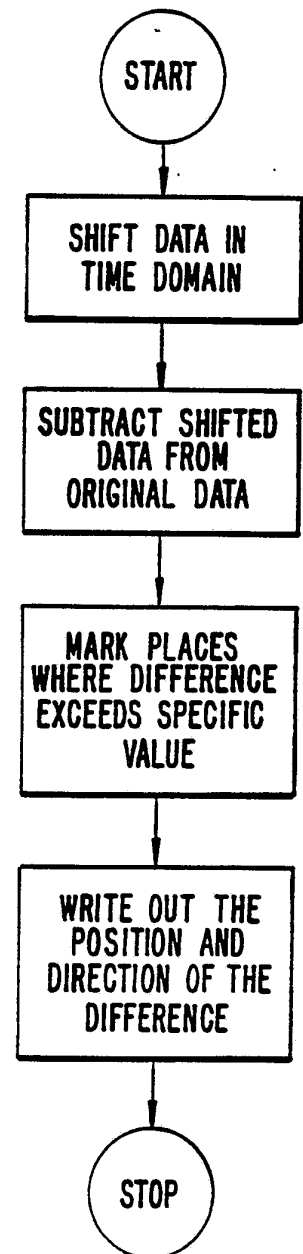 START
SHIFT DATA IN
TIME DOMAIN
SUBTRACT SHIFTED
DATA FROM
ORIGINAL DATA
MARK PLACES
WHERE DIFFERENCE
EXCEEDS SPECIFIC
VALUE
WRITE OUT THE
POSITION AND
DIRECTION OF THE
DIFFERENCE
STOP